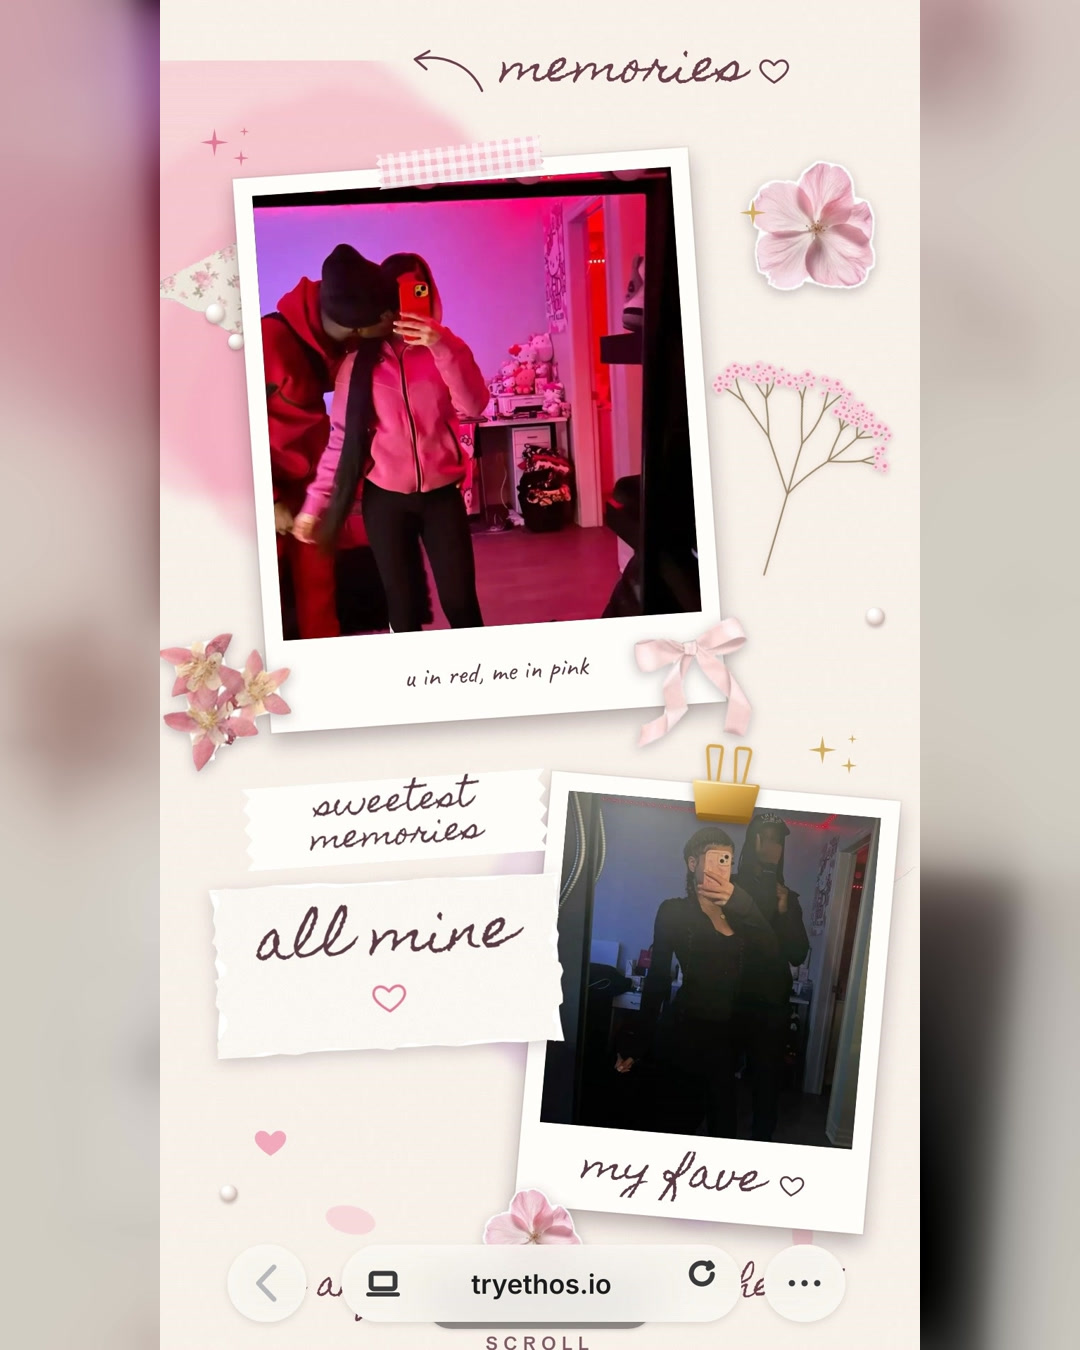 memories
u in red, me in pink
sweetest
memories
all mine
my fave
tryethos.io
SCROLL